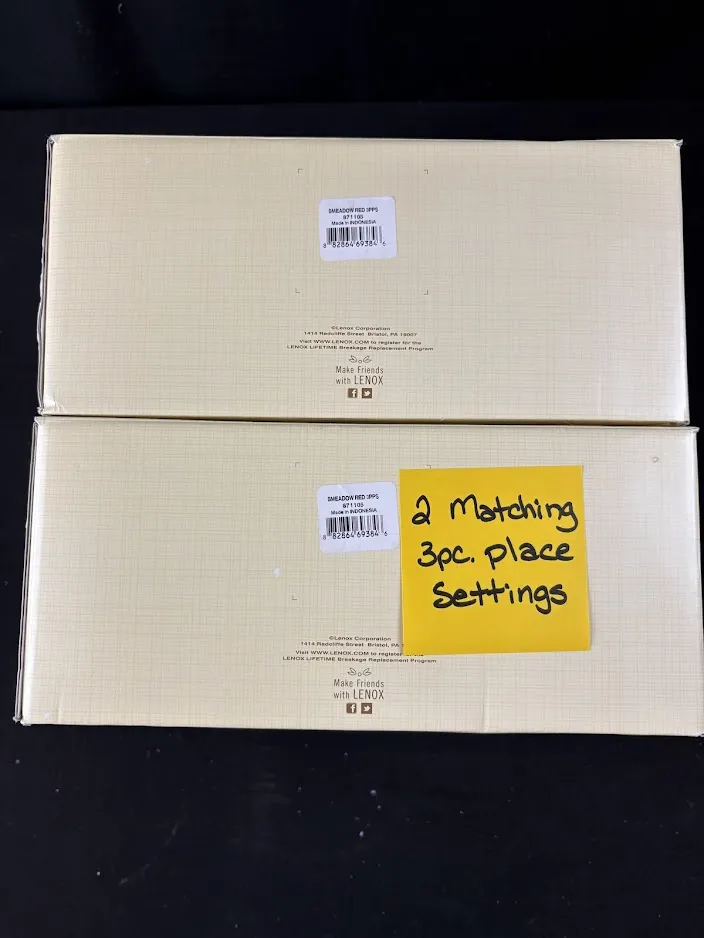 SMEADOW RED 3PPS
871105
Made in INDONESIA
8 82864 69384 6
©Lenox Corporation
1414 Radcliffe Street Bristol, PA 19007
Visit WWW.LENOX.COM to register for the
LENOX LIFETIME Breakage Replacement Program
Make Friends
with LENOX
SMEADOW RED 3PPS
871105
Made in INDONESIA
8 82864 69384 6
2 Matching
3pc. place
Settings
©Lenox Corporation
1414 Radcliffe Street Bristol, PA
Visit WWW.LENOX.COM to register the
LENOX LIFETIME Breakage Replacement Program
Make Friends
with LENOX